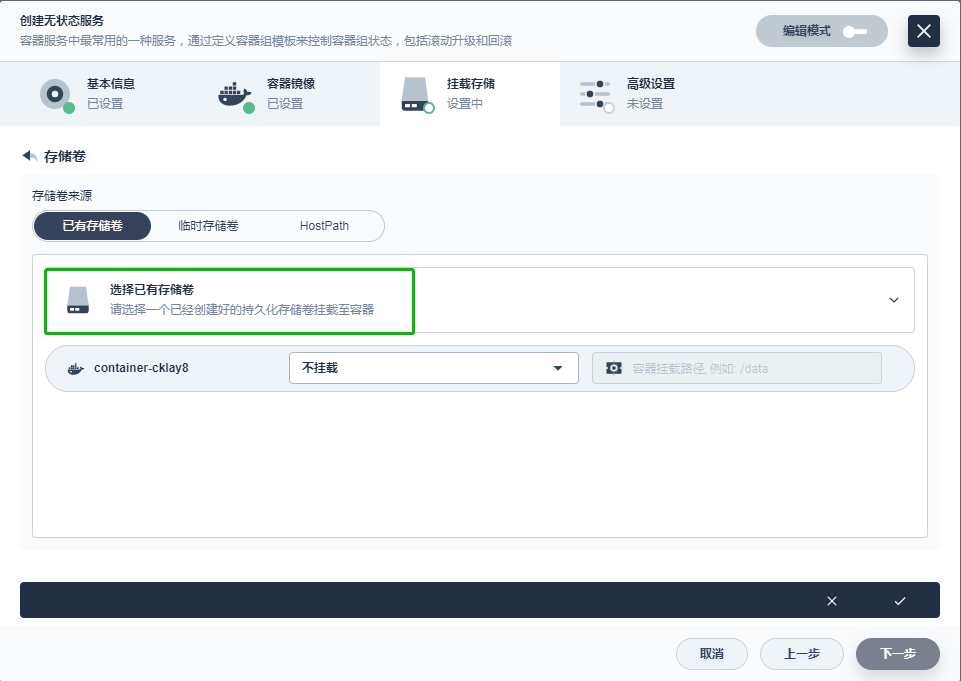 创建无状态服务
容器服务中最常用的一种服务，通过定义容器组模板来控制容器组状态，包括滚动升级和回滚
编辑模式
基本信息
已设置
容器镜像
已设置
挂载存储
设置中
高级设置
未设置
存储卷
存储卷来源
已有存储卷
临时存储卷
HostPath
选择已有存储卷
请选择一个已经创建好的持久化存储卷挂载至容器
container-cklay8
不挂载
容器挂载路径, 例如: /data
取消
上一步
下一步